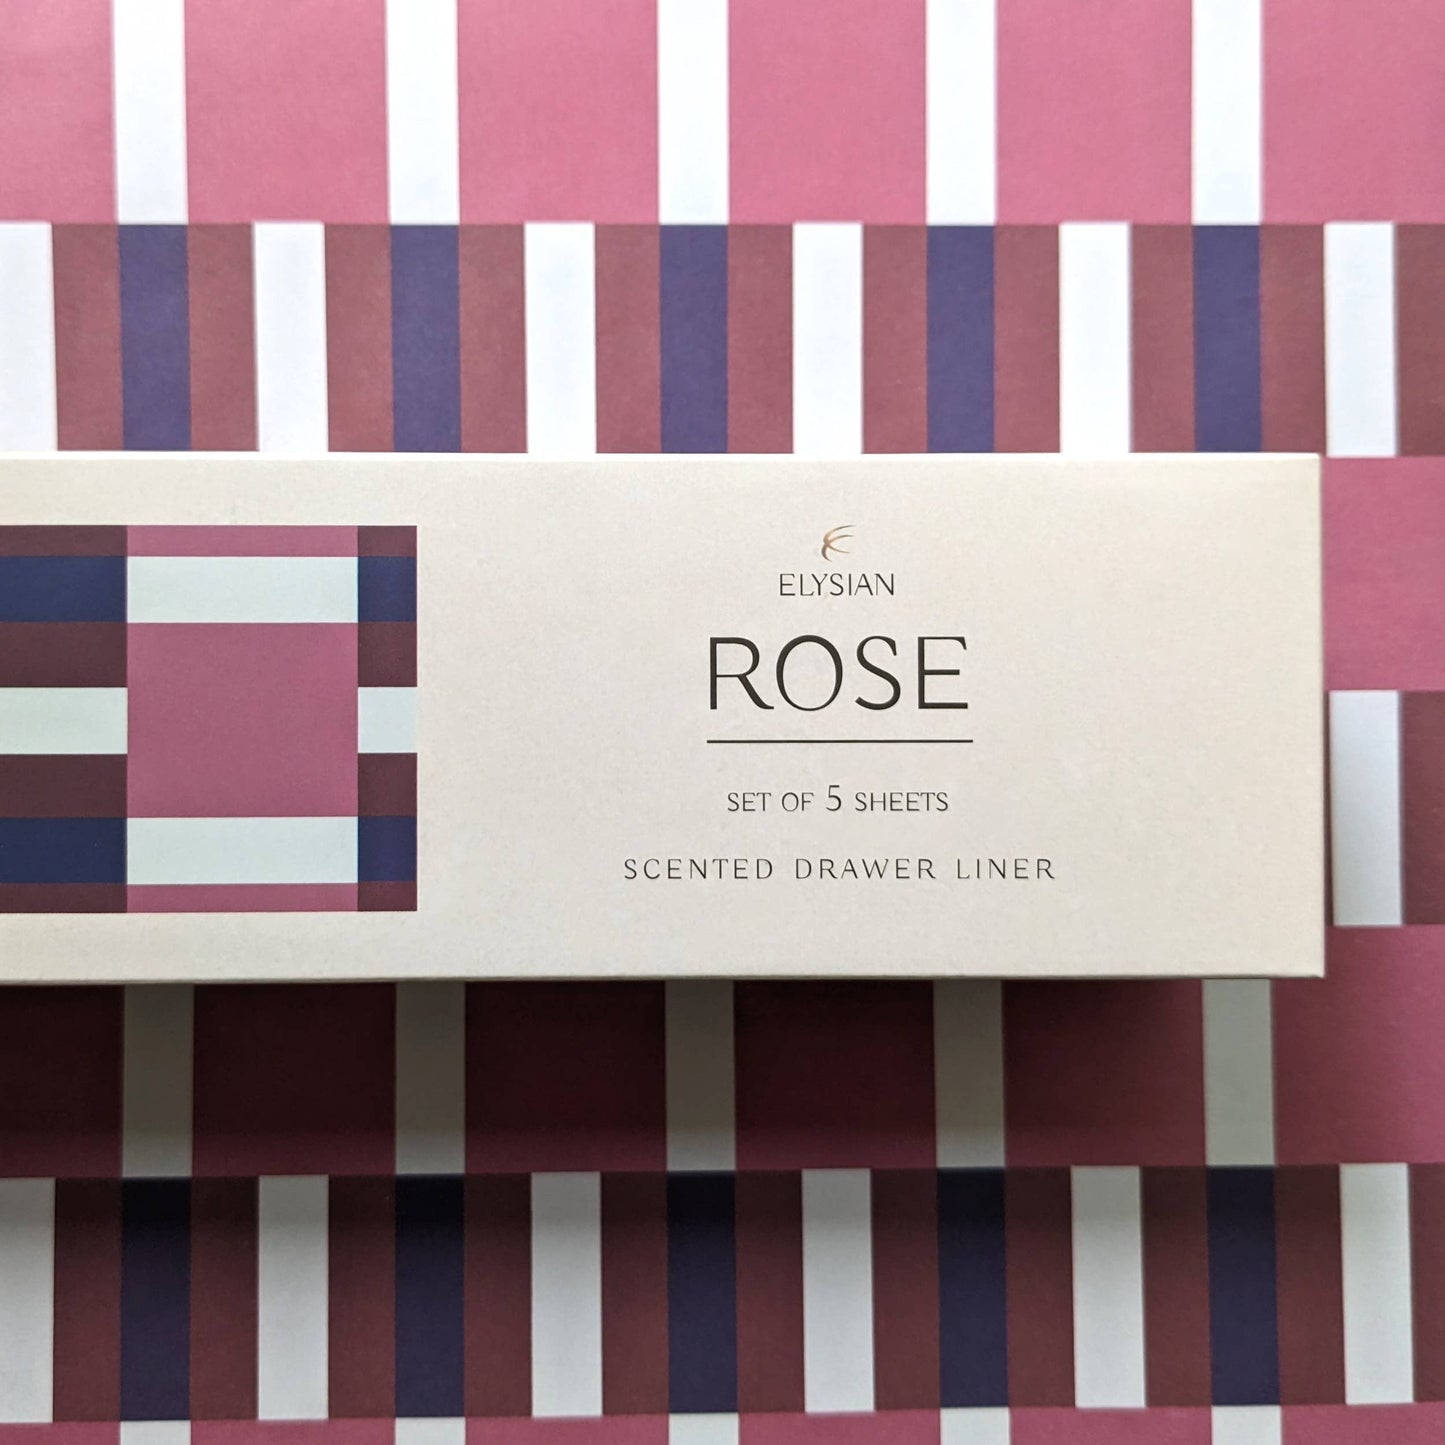 ELYSIAN
ROSE
SET OF 5 SHEETS
SCENTED DRAWER LINER